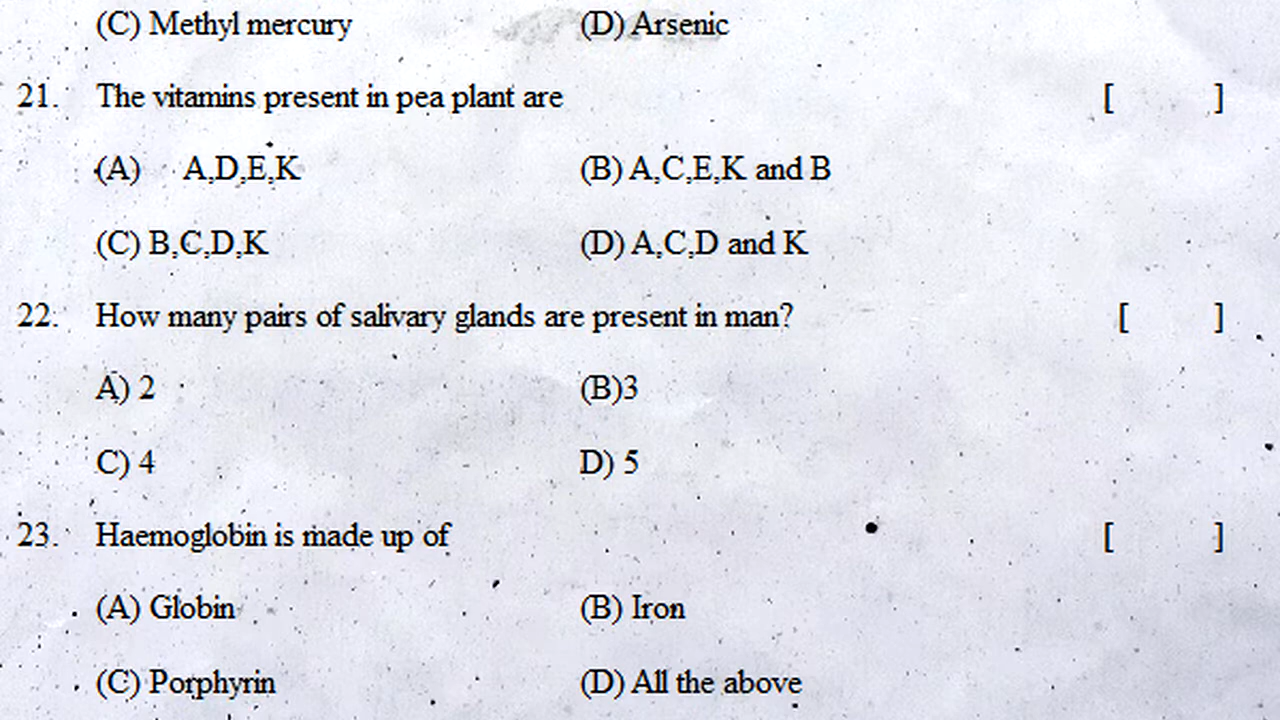 (C) Methyl mercury (D) Arsenic
21. The vitamins present in pea plant are [ ]
(A) A,D,E,K (B) A,C,E,K and B
(C) B,C,D,K (D) A,C,D and K
22. How many pairs of salivary glands are present in man? [ ]
A) 2 (B)3
C) 4 D) 5
23. Haemoglobin is made up of [ ]
(A) Globin (B) Iron
(C) Porphyrin (D) All the above